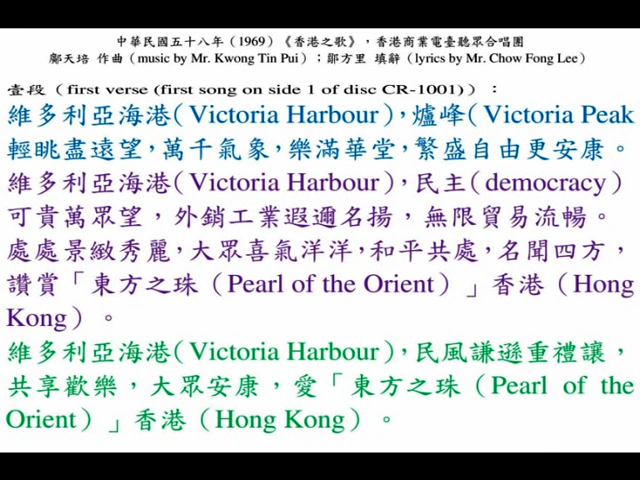 中華民國五十八年（1969）《香港之歌》，香港商業電臺聽眾合唱團
鄺天培 作曲（music by Mr. Kwong Tin Pui）；鄔方里 填辭（lyrics by Mr. Chow Fong Lee）
壹段（first verse (first song on side 1 of disc CR-1001)）：
維多利亞海港（Victoria Harbour），爐峰（Victoria Peak
輕眺盡遠望，萬千氣象，樂滿華堂，繁盛自由更安康。
維多利亞海港（Victoria Harbour），民主（democracy）
可貴萬眾望，外銷工業遐邇名揚，無限貿易流暢。
處處景緻秀麗，大眾喜氣洋洋，和平共處，名聞四方，
讚賞「東方之珠（Pearl of the Orient）」香港（Hong
Kong）。
維多利亞海港（Victoria Harbour），民風謙遜重禮讓，
共享歡樂，大眾安康，愛「東方之珠（Pearl of the
Orient）」香港（Hong Kong）。